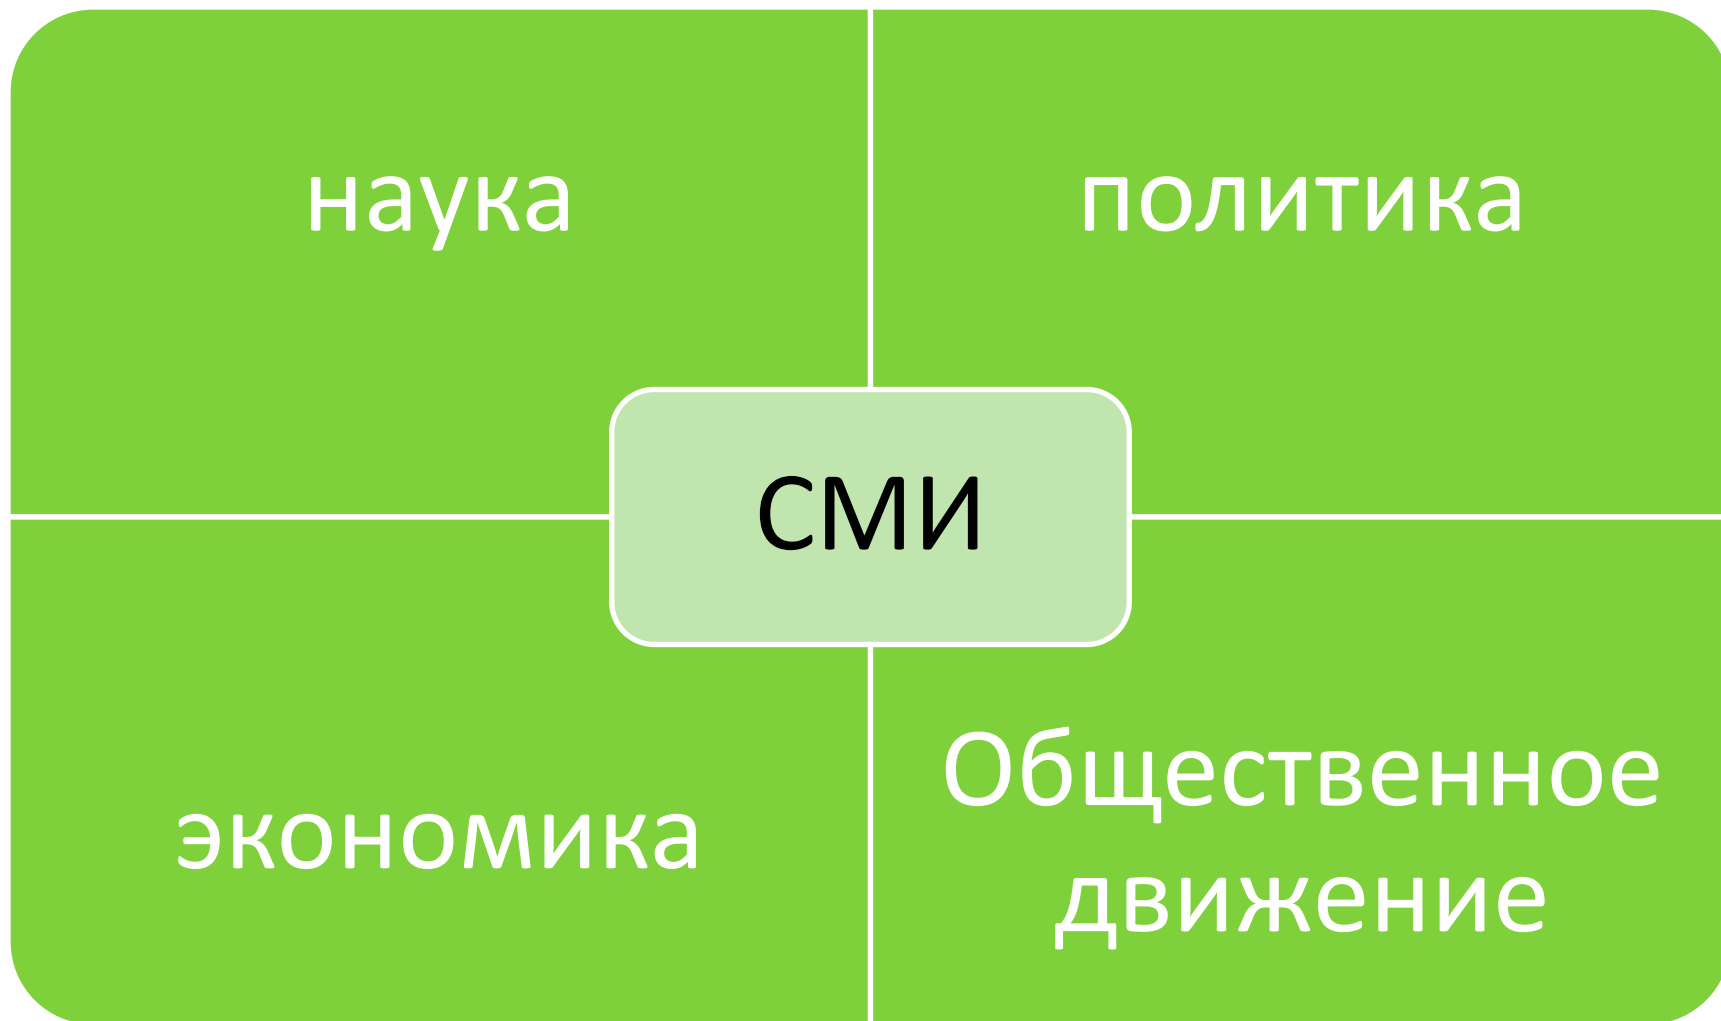 наука
политика
СМИ
экономика
Общественное
движение